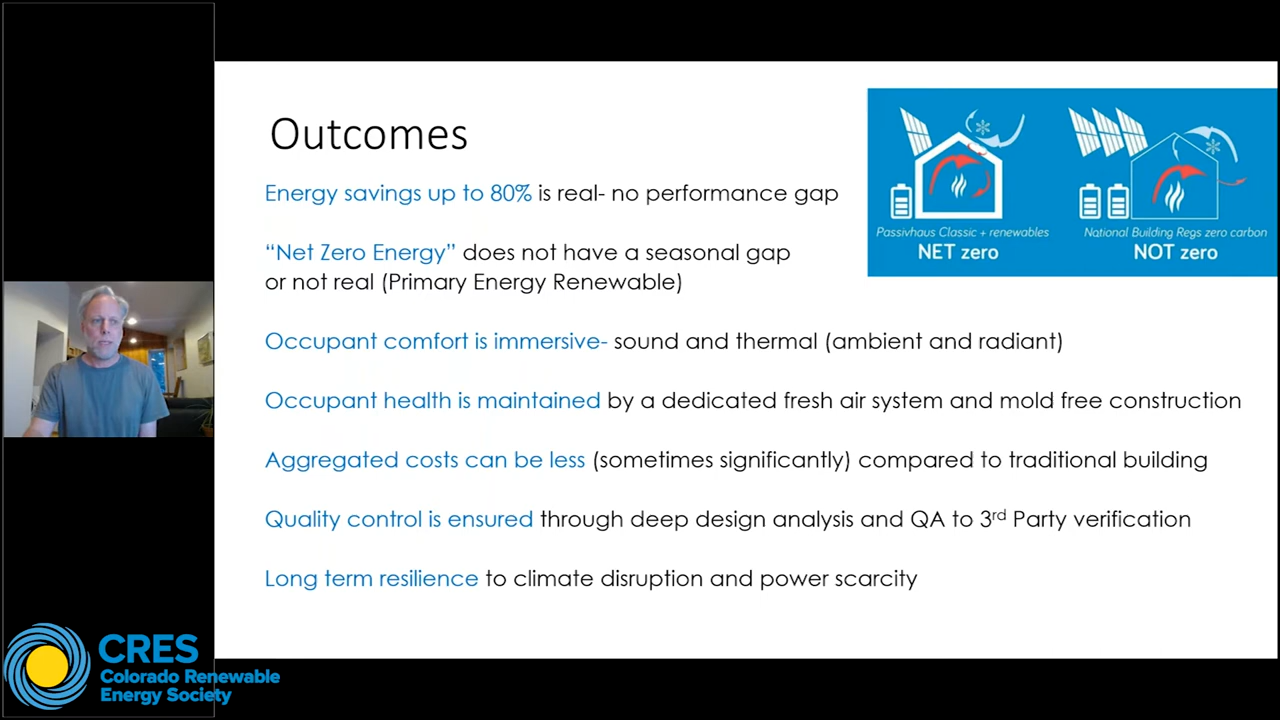 Outcomes
Energy savings up to 80% is real- no performance gap
“Net Zero Energy” does not have a seasonal gap
or not real (Primary Energy Renewable)
Occupant comfort is immersive- sound and thermal (ambient and radiant)
Occupant health is maintained by a dedicated fresh air system and mold free construction
Aggregated costs can be less (sometimes significantly) compared to traditional building
Quality control is ensured through deep design analysis and QA to 3rd Party verification
Long term resilience to climate disruption and power scarcity
Passivhaus Classic + renewables
NET zero
National Building Regs zero carbon
NOT zero
CRES
Colorado Renewable
Energy Society